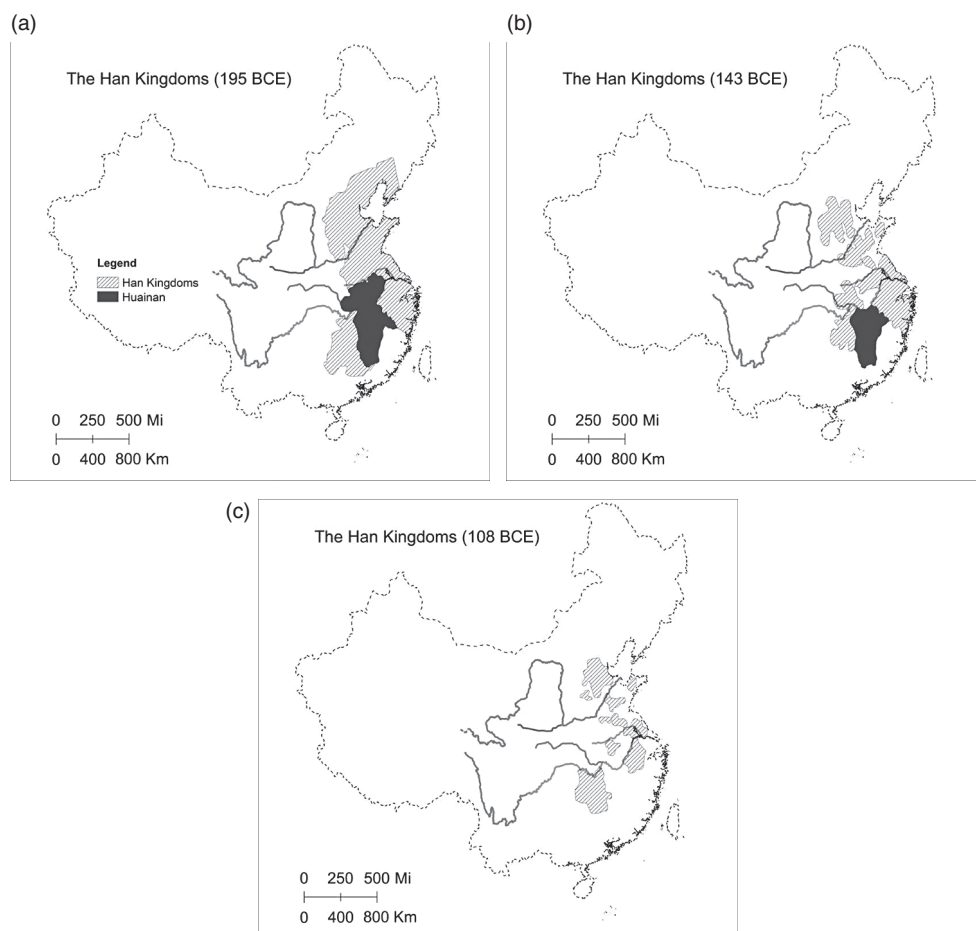 (a)
The Han Kingdoms (195 BCE)
Legend
Han Kingdoms
Huainan
0 250 500 Mi
0 400 800 Km
(b)
The Han Kingdoms (143 BCE)
0 250 500 Mi
0 400 800 Km
(c)
The Han Kingdoms (108 BCE)
0 250 500 Mi
0 400 800 Km